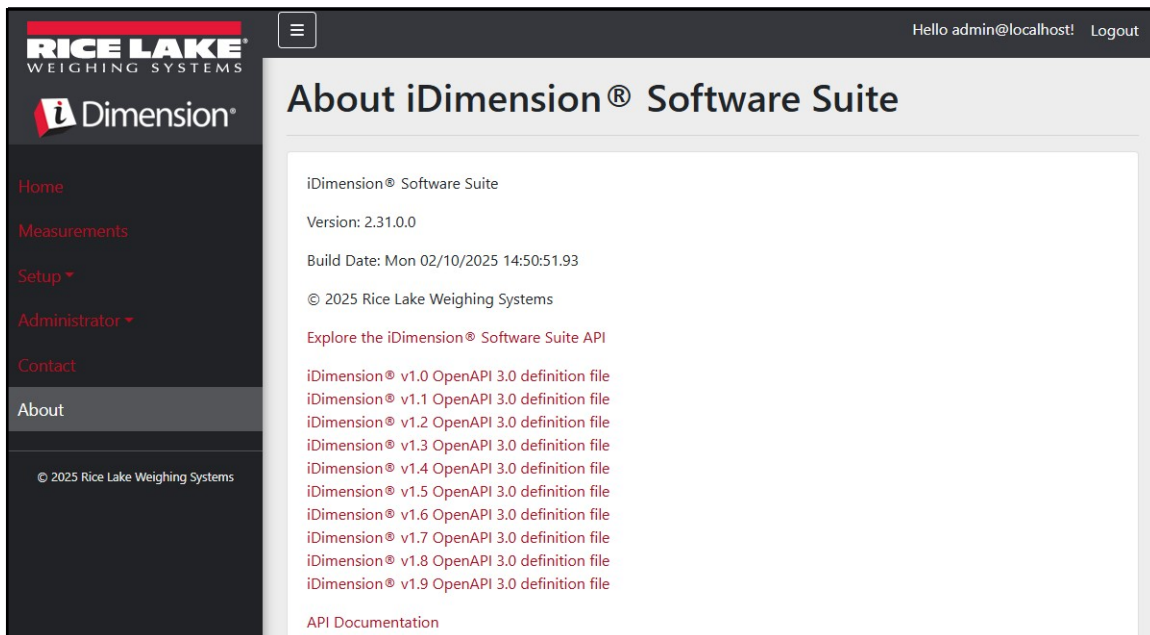 RICE LAKE®
WEIGHING SYSTEMS
i Dimension®
Home
Measurements
Setup
Administrator
Contact
About
© 2025 Rice Lake Weighing Systems
Hello admin@localhost! Logout
About iDimension® Software Suite
iDimension® Software Suite
Version: 2.31.0.0
Build Date: Mon 02/10/2025 14:50:51.93
© 2025 Rice Lake Weighing Systems
Explore the iDimension® Software Suite API
iDimension® v1.0 OpenAPI 3.0 definition file
iDimension® v1.1 OpenAPI 3.0 definition file
iDimension® v1.2 OpenAPI 3.0 definition file
iDimension® v1.3 OpenAPI 3.0 definition file
iDimension® v1.4 OpenAPI 3.0 definition file
iDimension® v1.5 OpenAPI 3.0 definition file
iDimension® v1.6 OpenAPI 3.0 definition file
iDimension® v1.7 OpenAPI 3.0 definition file
iDimension® v1.8 OpenAPI 3.0 definition file
iDimension® v1.9 OpenAPI 3.0 definition file
API Documentation